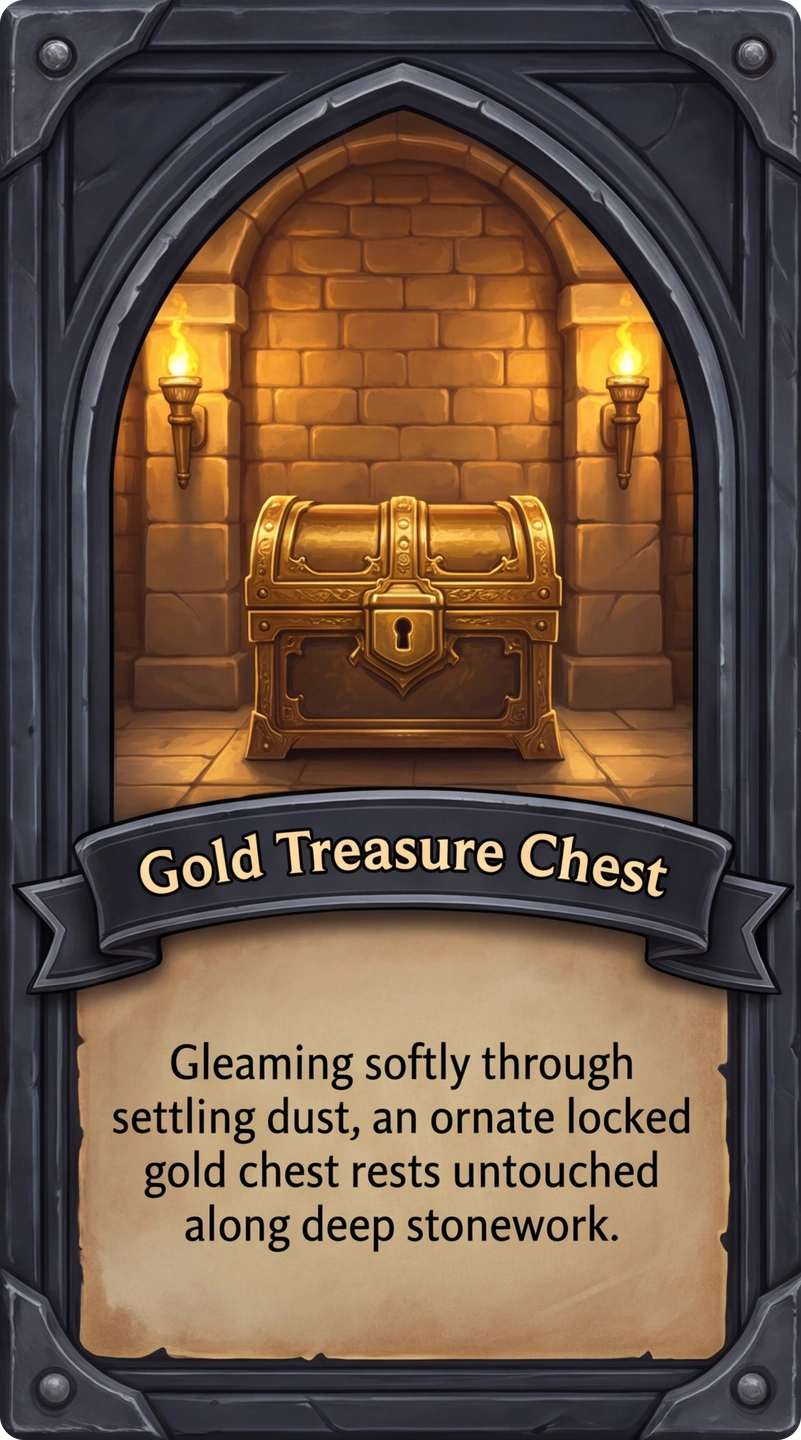 Gold Treasure Chest
Gleaming softly through
settling dust, an ornate locked
gold chest rests untouched
along deep stonework.